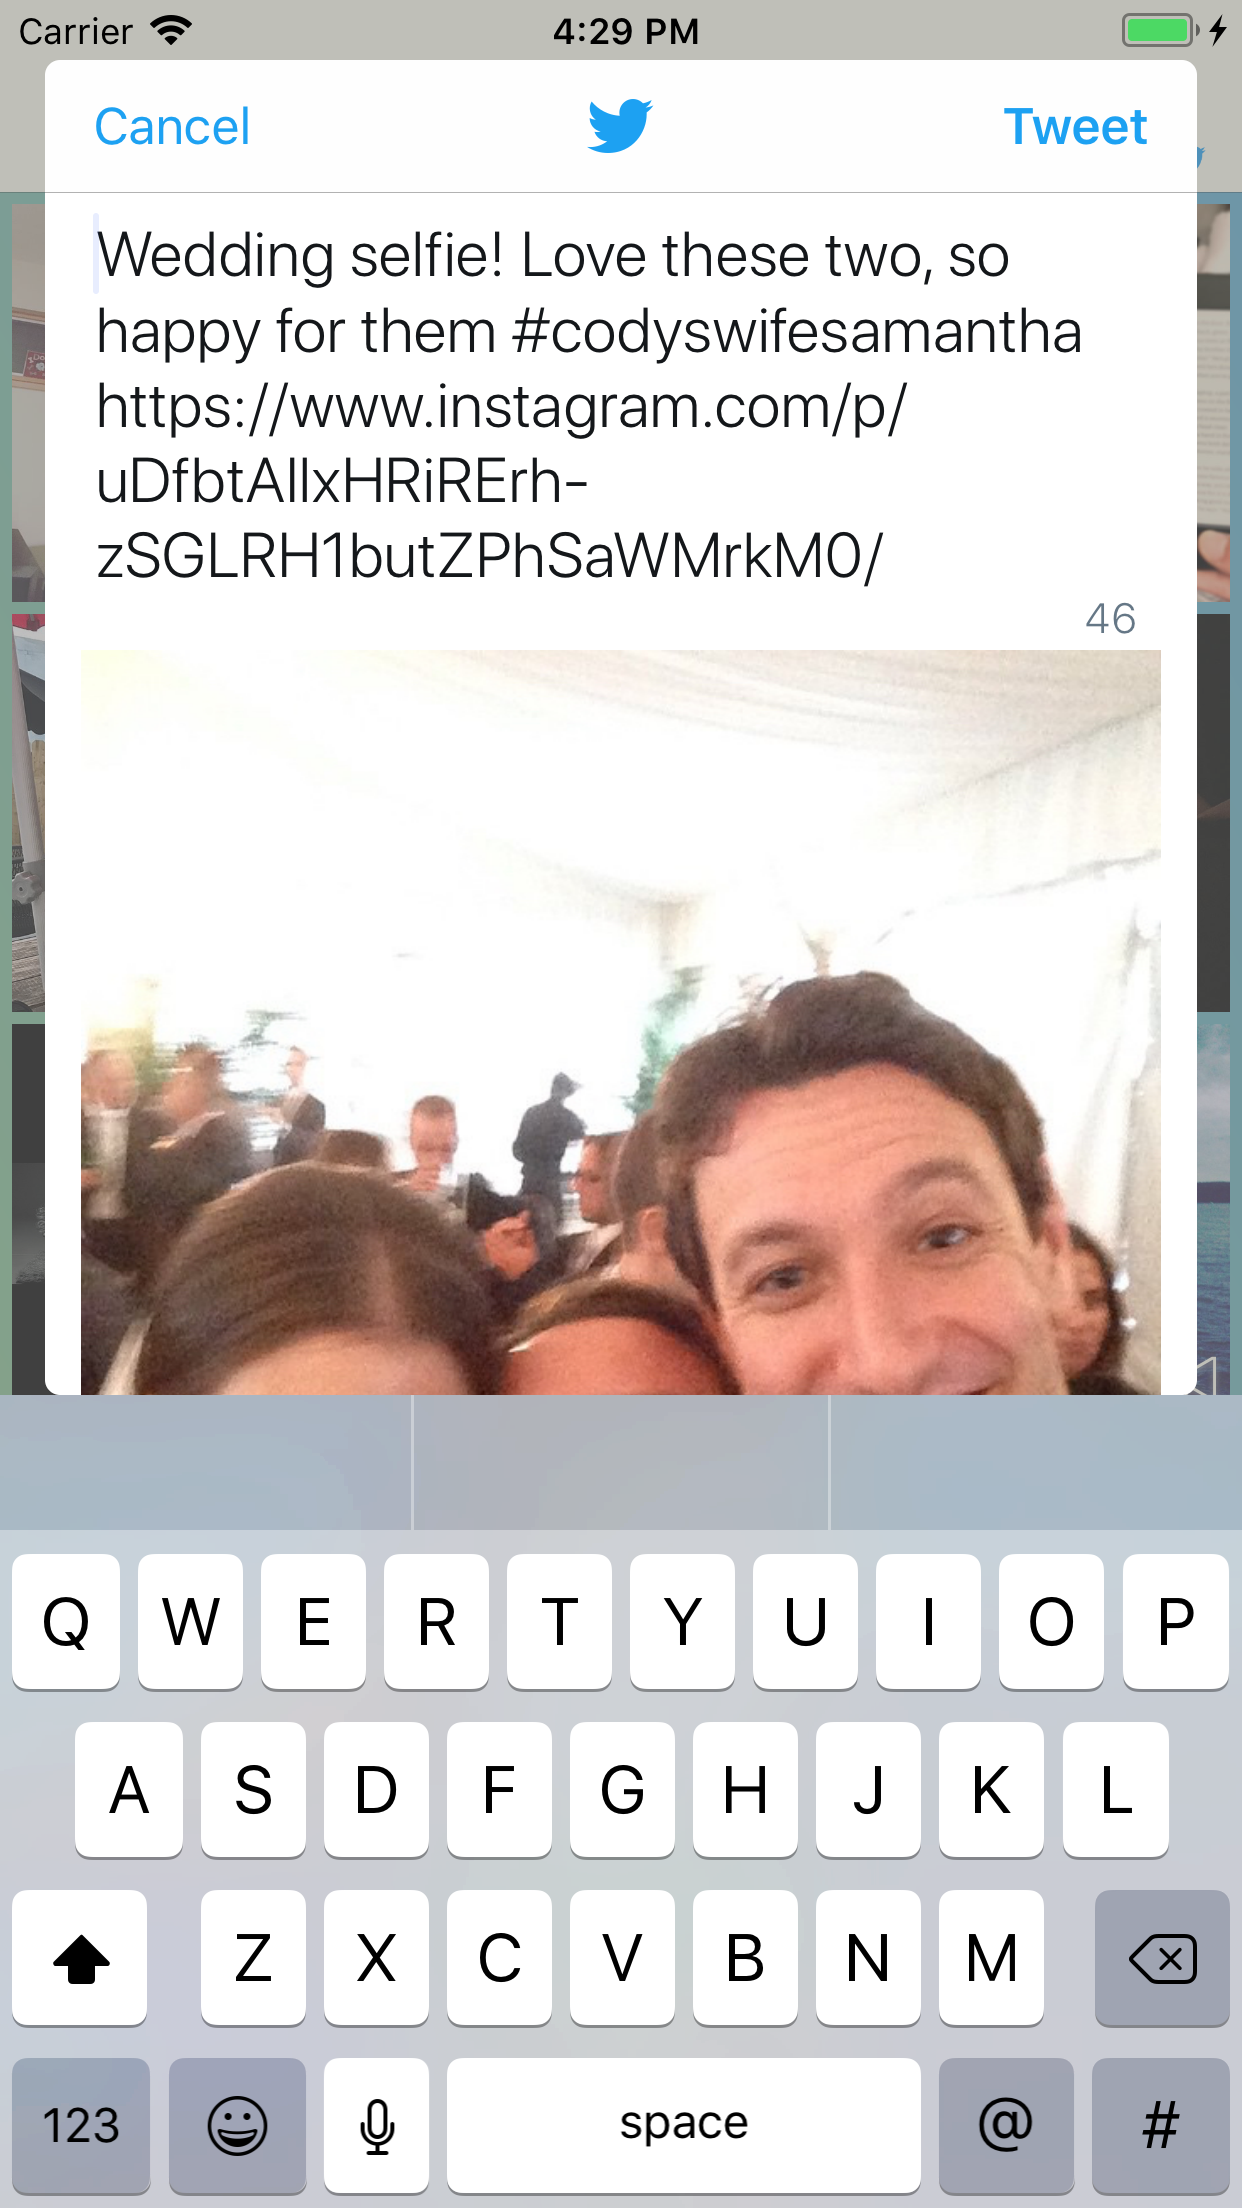 Carrier 4:29 PM
Cancel Tweet
Wedding selfie! Love these two, so
happy for them #codyswifesamantha
https://www.instagram.com/p/
uDfbtAllxHRiRErh-
zSGLRH1butZPhSaWMrkM0/
46
Q W E R T Y U I O P
A S D F G H J K L
Z X C V B N M
123 space @ #